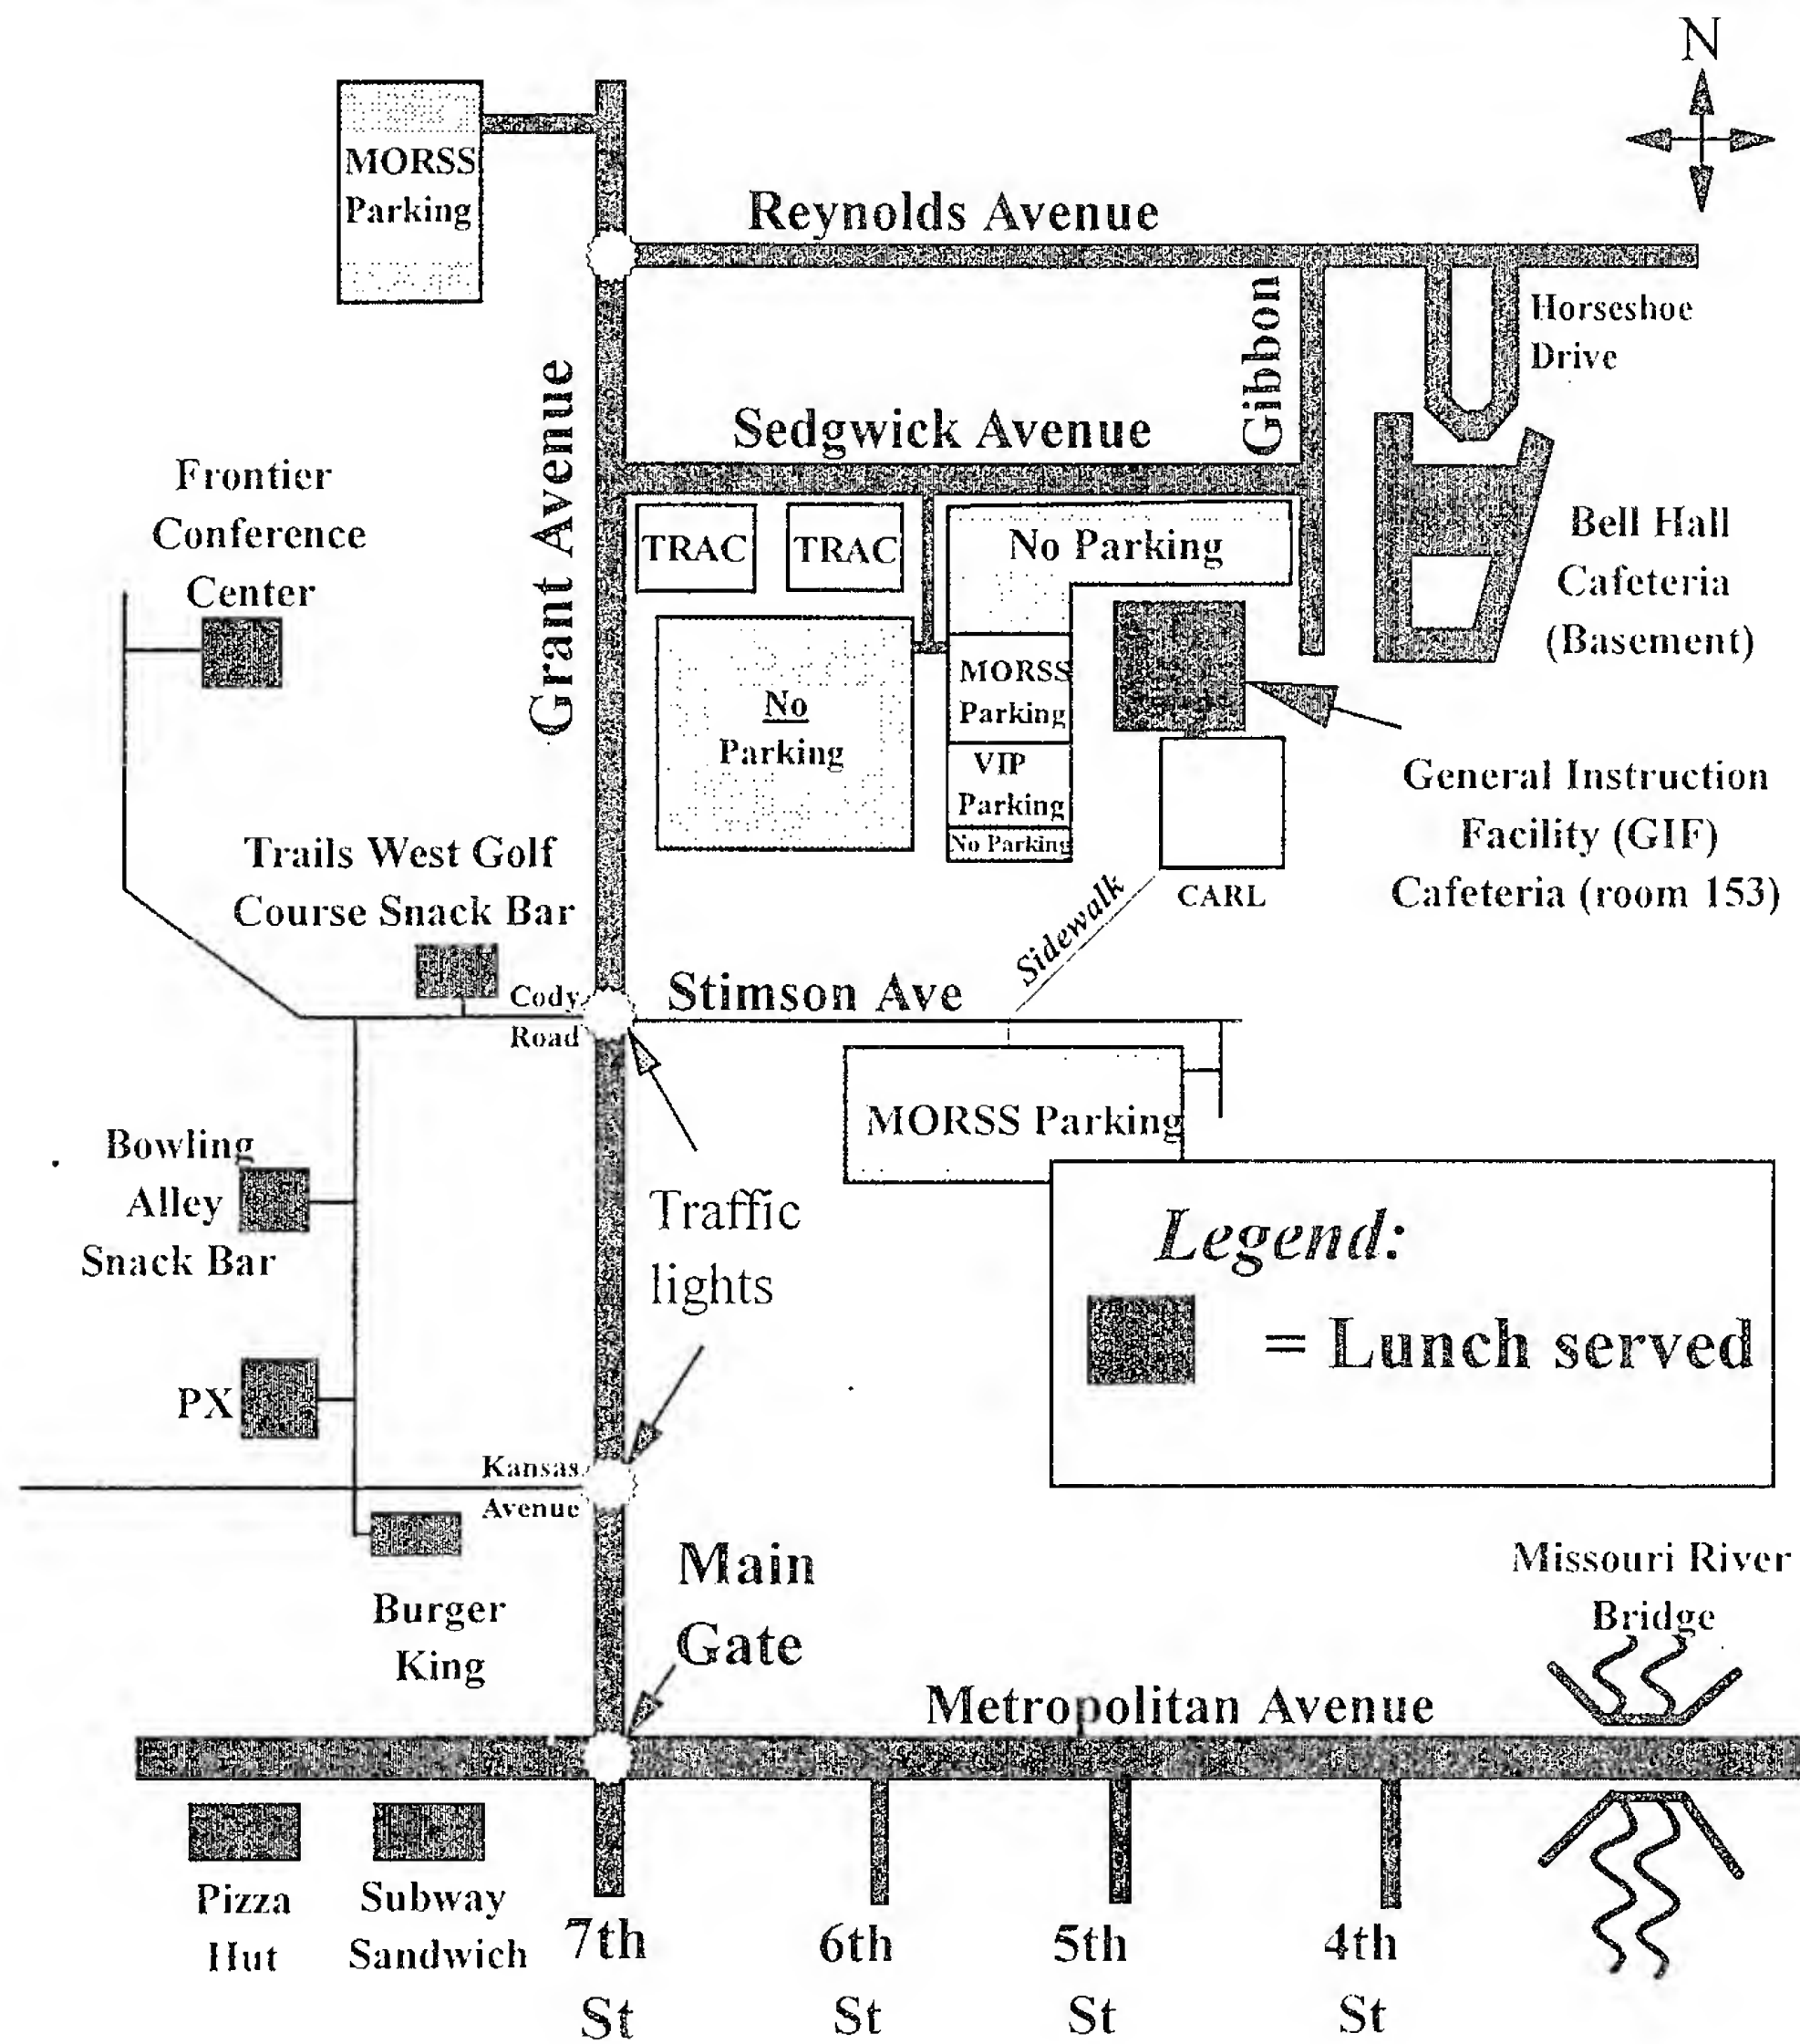 N
MORSS
Parking
Reynolds Avenue
Horseshoe
Drive
Gibbon
Grant Avenue
Sedgwick Avenue
Frontier
Conference
Center
TRAC
TRAC
No Parking
Bell Hall
Cafeteria
(Basement)
MORSS
Parking
No
Parking
VIP
Parking
No Parking
General Instruction
Facility (GIF)
Cafeteria (room 153)
CARL
Sidewalk
Trails West Golf
Course Snack Bar
Cody
Road
Stimson Ave
MORSS Parking
Bowling
Alley
Snack Bar
Traffic
lights
Legend:
= Lunch served
PX
Kansas
Avenue
Main
Gate
Burger
King
Missouri River
Bridge
Metropolitan Avenue
Pizza
Hut
Subway
Sandwich
7th
St
6th
St
5th
St
4th
St